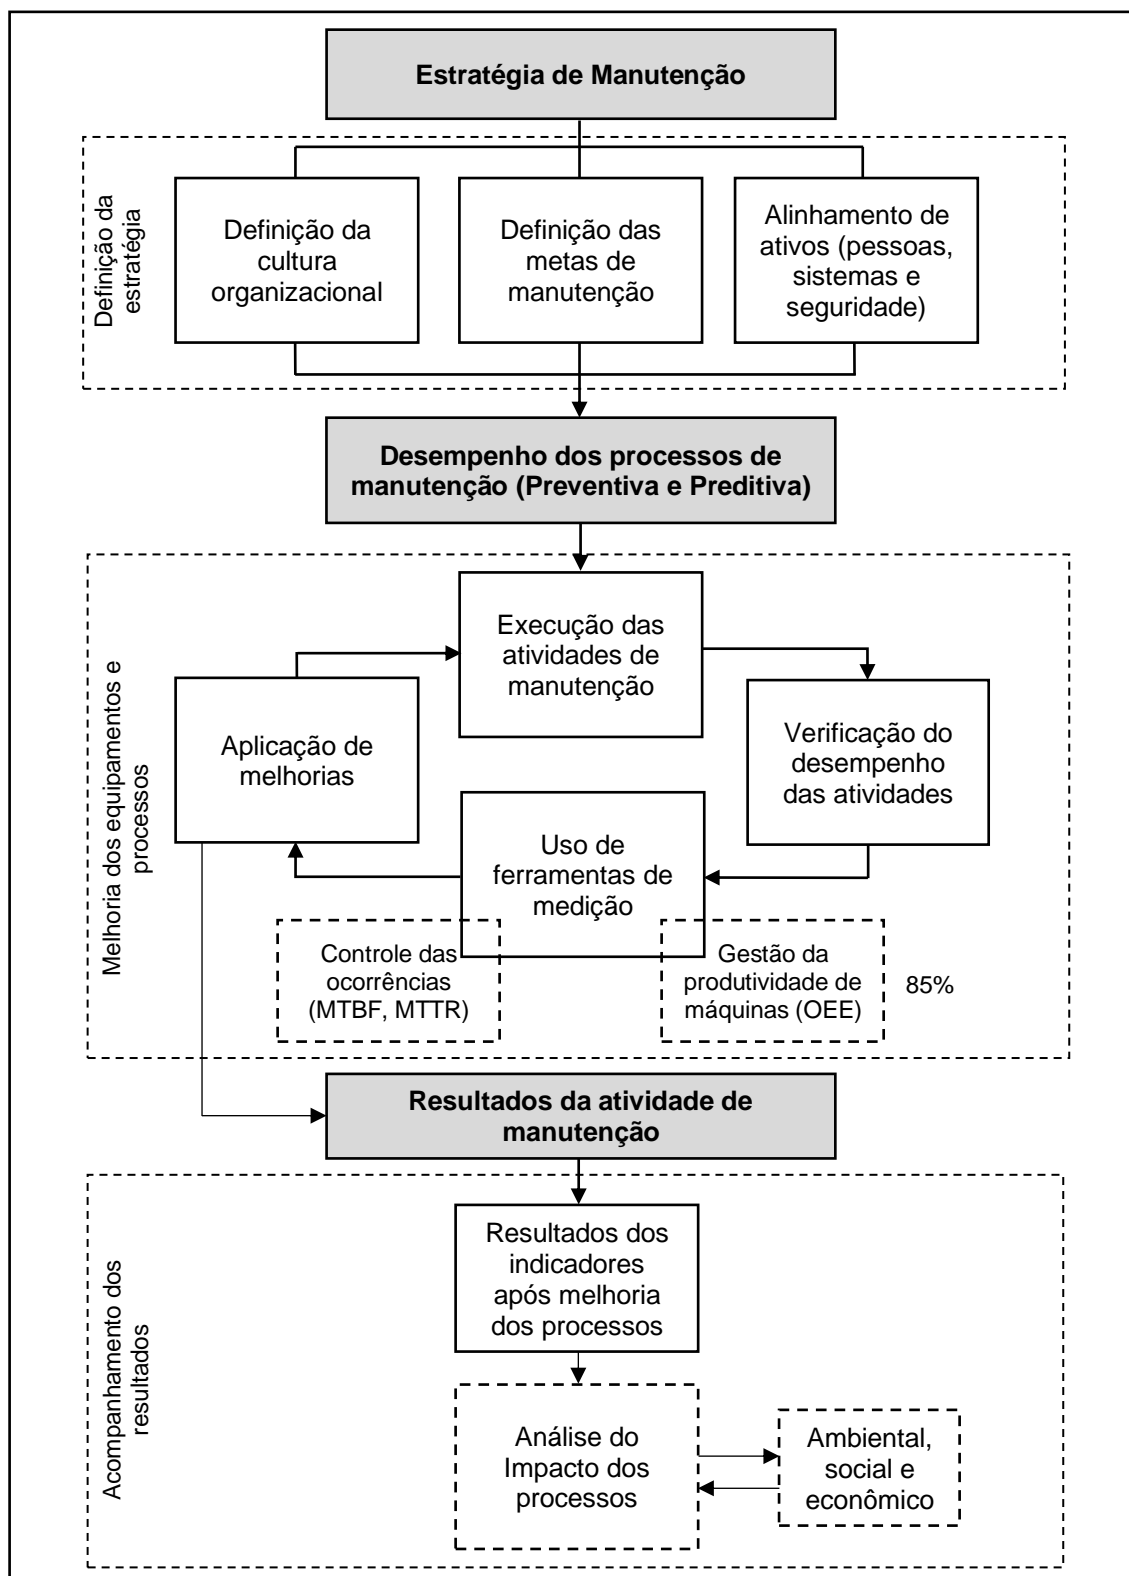 Estratégia de Manutenção
Definição da
estratégia
Definição da
cultura
organizacional
Definição das
metas de
manutenção
Alinhamento de
ativos (pessoas,
sistemas e
seguridade)
Desempenho dos processos de
manutenção (Preventiva e Preditiva)
Melhoria dos equipamentos e
processos
Execução das
atividades de
manutenção
Aplicação de
melhorias
Verificação do
desempenho
das atividades
Uso de
ferramentas de
medição
Controle das
ocorrências
(MTBF, MTTR)
Gestão da
produtividade de
máquinas (OEE)
85%
Resultados da atividade de
manutenção
Acompanhamento dos
resultados
Resultados dos
indicadores
após melhoria
dos processos
Análise do
Impacto dos
processos
Ambiental,
social e
econômico